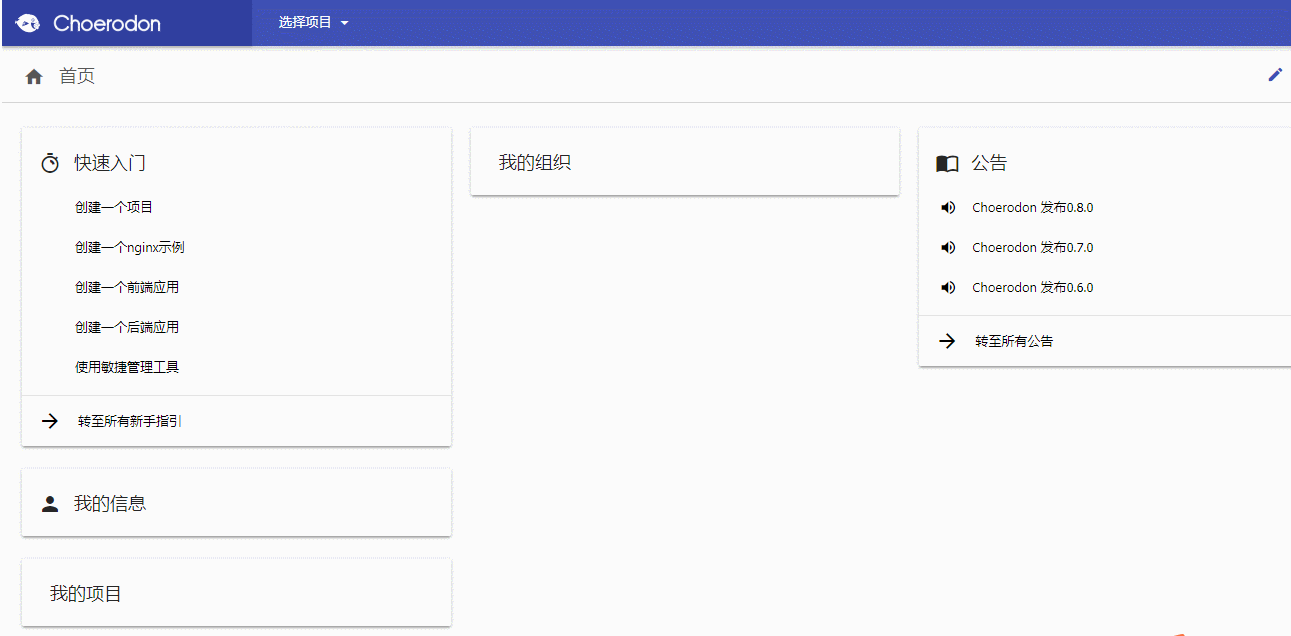 Choerodon
选择项目
首页
快速入门
创建一个项目
创建一个nginx示例
创建一个前端应用
创建一个后端应用
使用敏捷管理工具
转至所有新手指引
我的信息
我的项目
我的组织
公告
Choerodon 发布0.8.0
Choerodon 发布0.7.0
Choerodon 发布0.6.0
转至所有公告